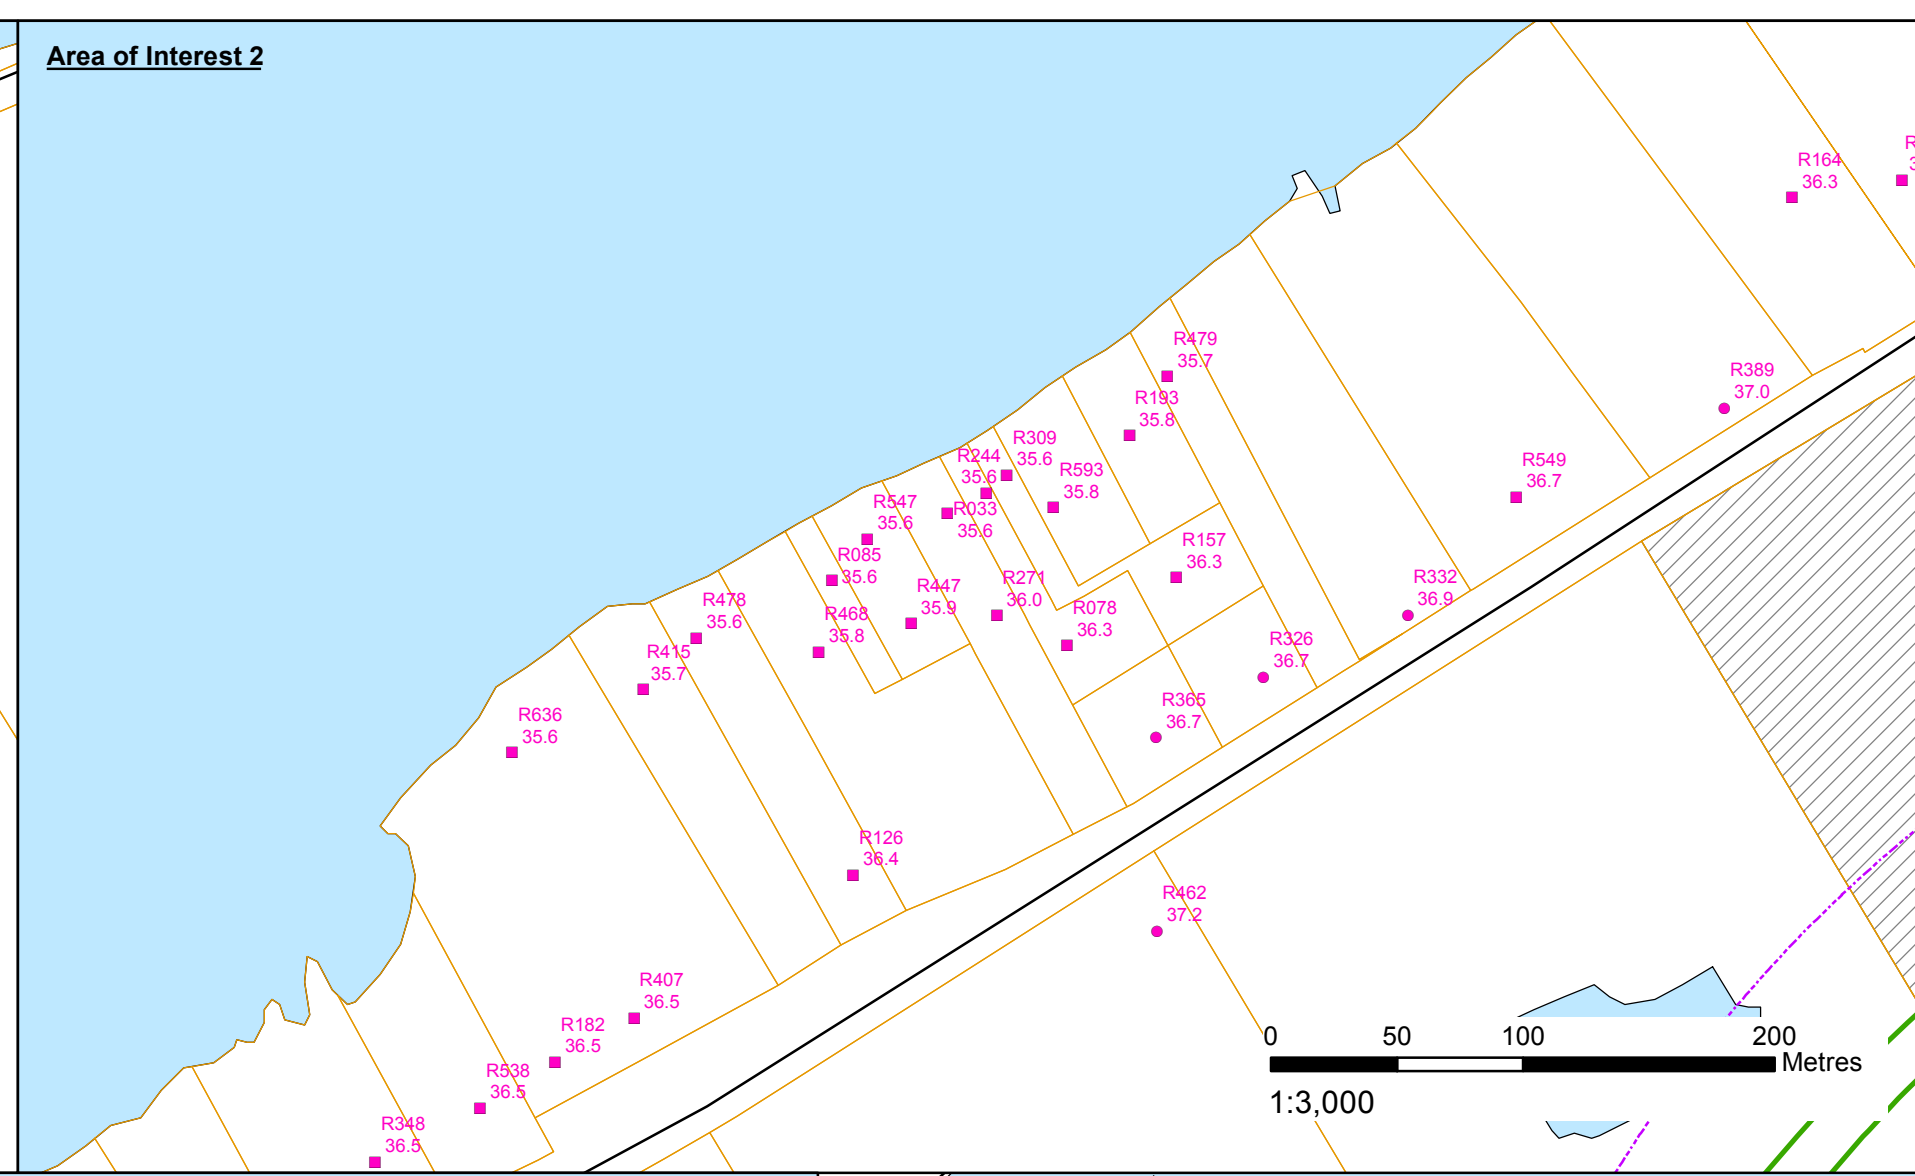 Area of Interest 2
R164
36.3
R479
35.7
R389
37.0
R193
35.8
R309
35.6
R244
35.6
R593
35.8
R549
36.7
R547
35.6
R033
35.6
R157
36.3
R085
35.6
R271
36.0
R332
36.9
R447
35.9
R478
35.6
R468
35.8
R078
36.3
R415
35.7
R326
36.7
R636
35.6
R365
36.7
R126
36.4
R462
37.2
R407
36.5
R182
36.5
R538
36.5
R348
36.5
0 50 100 200
Metres
1:3,000